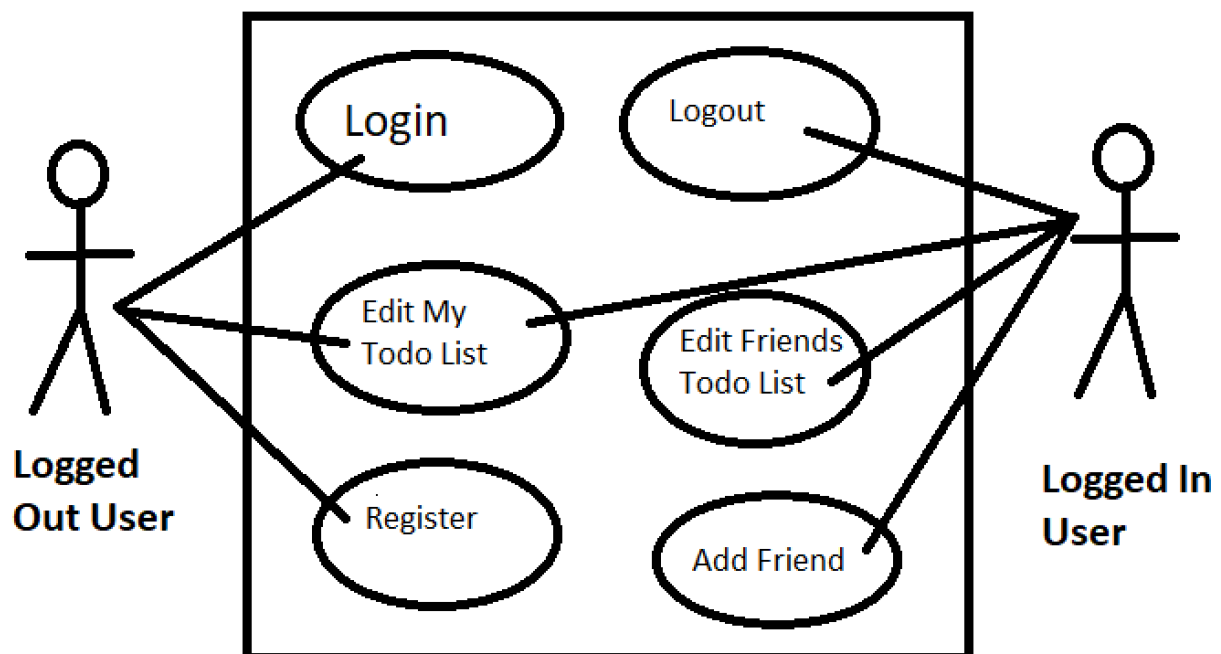 Login
Logout
Edit My
Todo List
Edit Friends
Todo List
Register
Add Friend
Logged
Out User
Logged In
User